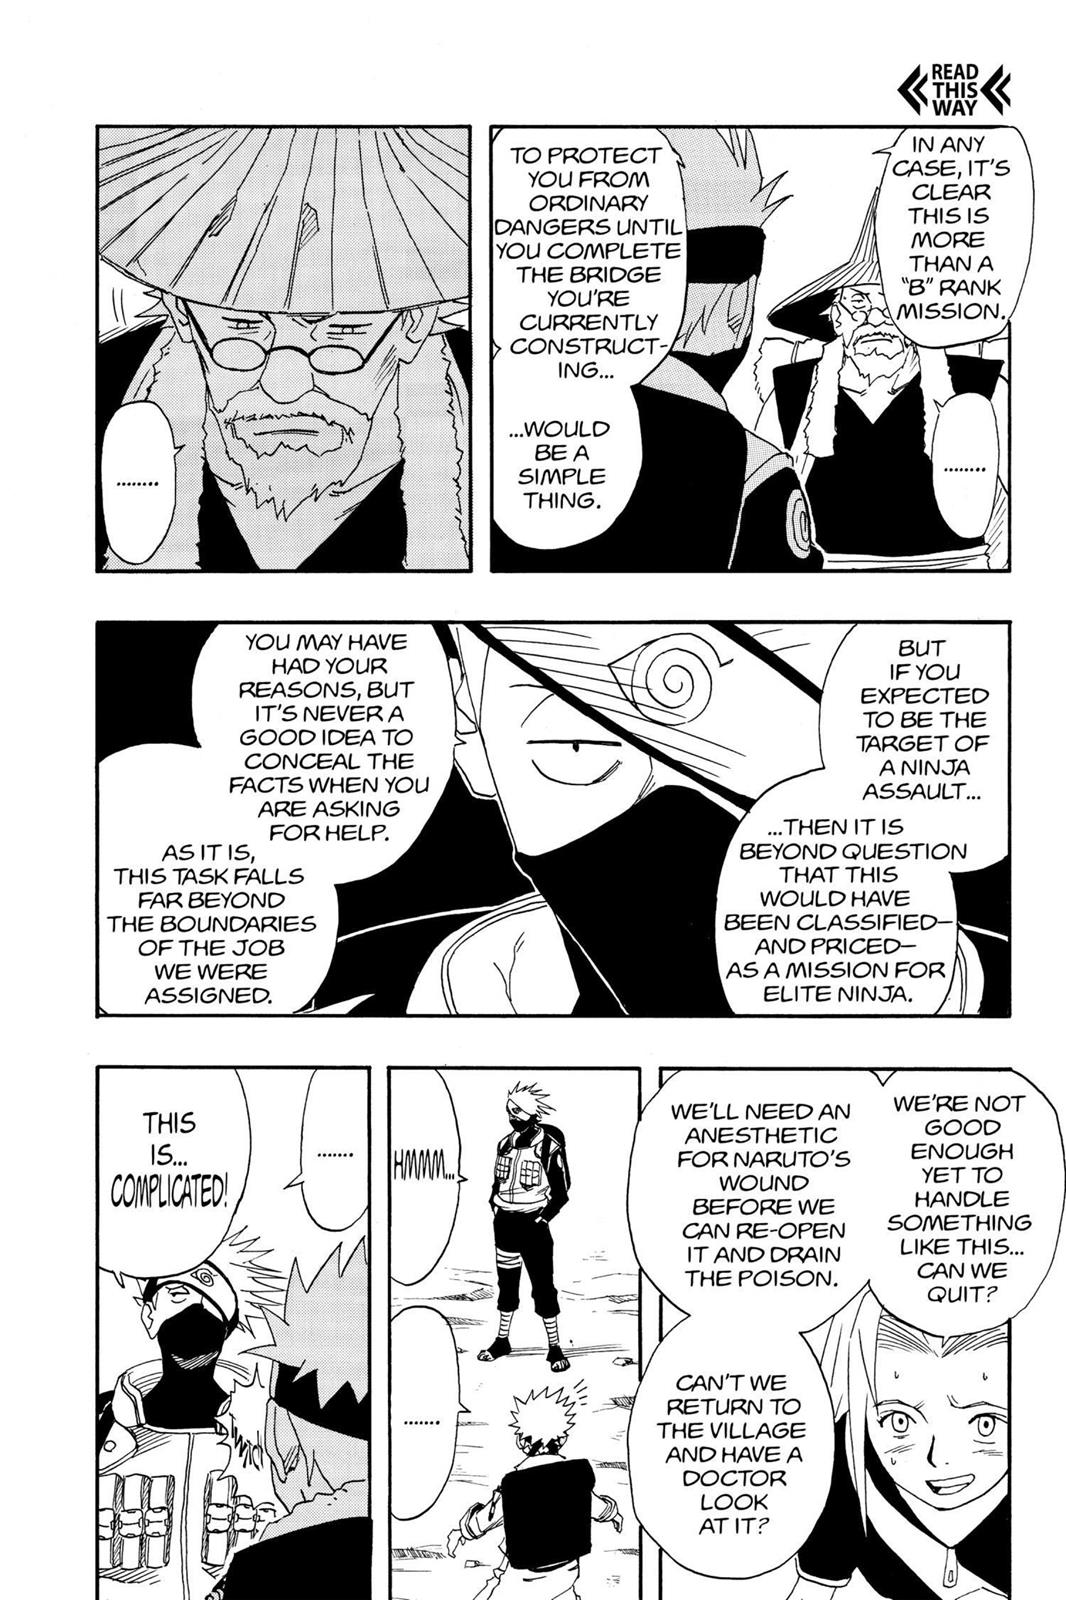 READ
THIS
WAY
IN ANY
CASE, IT'S
CLEAR
THIS IS
MORE
THAN A
"B" RANK
MISSION.
.........
TO PROTECT
YOU FROM
ORDINARY
DANGERS UNTIL
YOU COMPLETE
THE BRIDGE
YOU'RE
CURRENTLY
CONSTRUCT-
ING...
...WOULD
BE A
SIMPLE
THING.
.........
BUT
IF YOU
EXPECTED
TO BE THE
TARGET OF
A NINJA
ASSAULT...
...THEN IT IS
BEYOND QUESTION
THAT THIS
WOULD HAVE
BEEN CLASSIFIED—
AND PRICED—
AS A MISSION FOR
ELITE NINJA.
YOU MAY HAVE
HAD YOUR
REASONS, BUT
IT'S NEVER A
GOOD IDEA TO
CONCEAL THE
FACTS WHEN YOU
ARE ASKING
FOR HELP.
AS IT IS,
THIS TASK FALLS
FAR BEYOND
THE BOUNDARIES
OF THE JOB
WE WERE
ASSIGNED.
WE'RE NOT
GOOD
ENOUGH
YET TO
HANDLE
SOMETHING
LIKE THIS...
CAN WE
QUIT?
WE'LL NEED AN
ANESTHETIC
FOR NARUTO'S
WOUND
BEFORE WE
CAN RE-OPEN
IT AND DRAIN
THE POISON.
CAN'T WE
RETURN TO
THE VILLAGE
AND HAVE A
DOCTOR
LOOK
AT IT?
HMMM...
.........
.........
THIS
IS...
COMPLICATED!